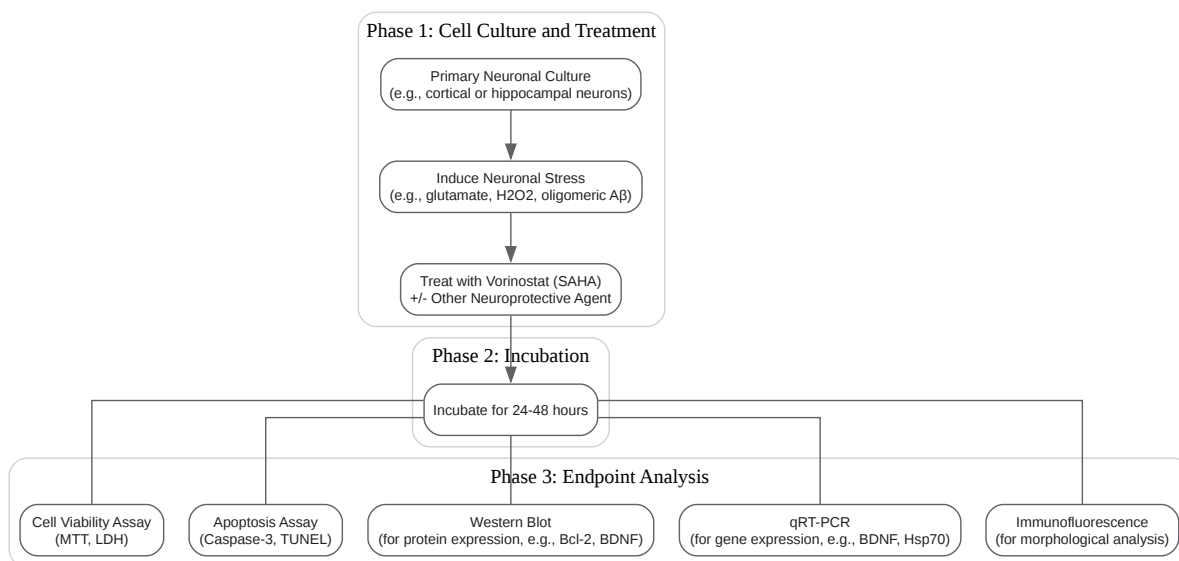 Phase 1: Cell Culture and Treatment
Primary Neuronal Culture
(e.g., cortical or hippocampal neurons)
Induce Neuronal Stress
(e.g., glutamate, H2O2, oligomeric Aβ)
Treat with Vorinostat (SAHA)
+/- Other Neuroprotective Agent
Phase 2: Incubation
Incubate for 24-48 hours
Phase 3: Endpoint Analysis
Cell Viability Assay
(MTT, LDH)
Apoptosis Assay
(Caspase-3, TUNEL)
Western Blot
(for protein expression, e.g., Bcl-2, BDNF)
qRT-PCR
(for gene expression, e.g., BDNF, Hsp70)
Immunofluorescence
(for morphological analysis)